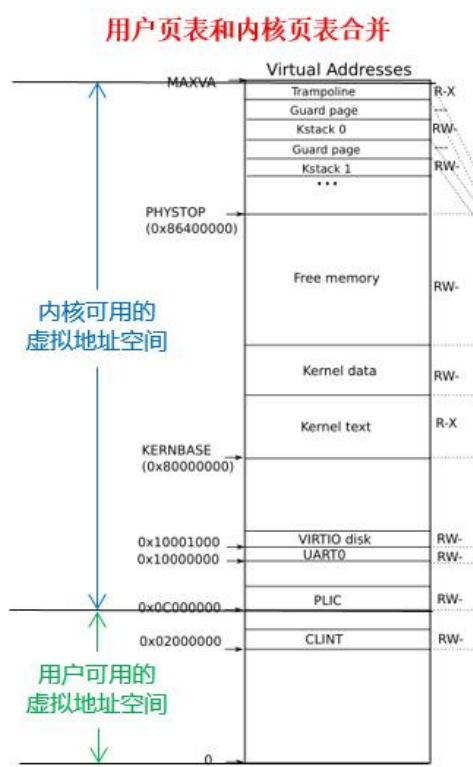 用户页表和内核页表合并
Virtual Addresses
MAXVA
Trampoline
R-X
Guard page
---
Kstack 0
RW-
Guard page
---
Kstack 1
RW-
...
PHYSTOP
(0x86400000)
Free memory
RW-
内核可用的
虚拟地址空间
Kernel data
RW-
Kernel text
R-X
KERNBASE
(0x80000000)
0x10001000
VIRTIO disk
RW-
0x10000000
UART0
RW-
0x0C000000
PLIC
RW-
0x02000000
CLINT
RW-
用户可用的
虚拟地址空间
0